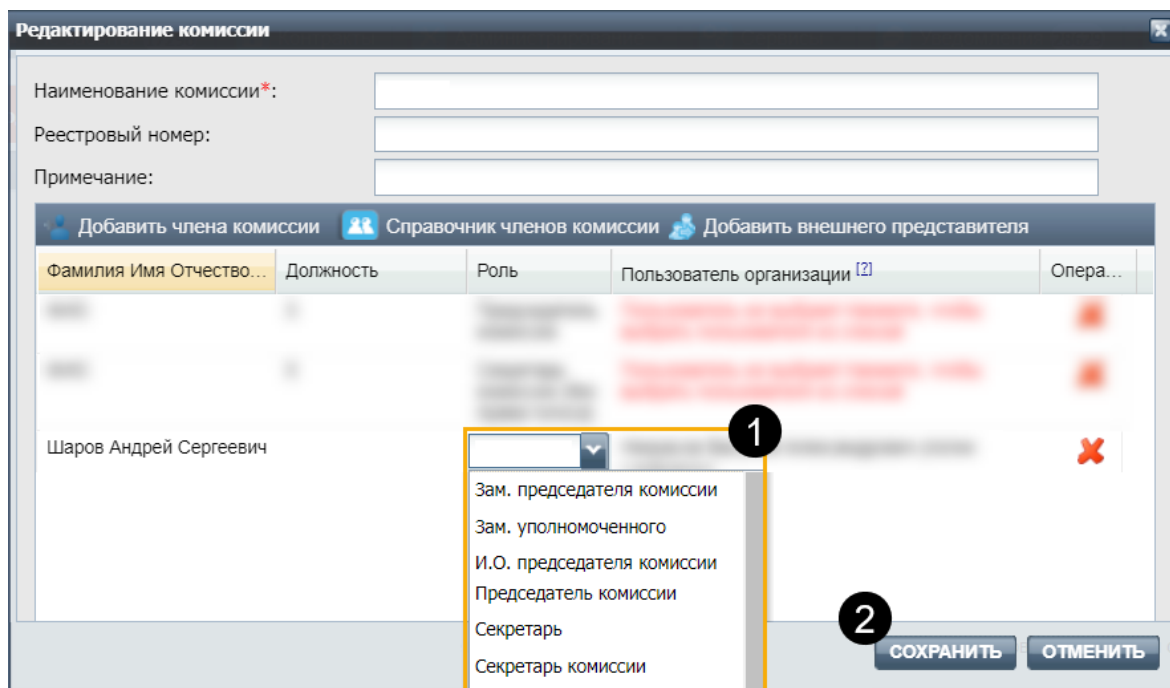 Редактирование комиссии
Наименование комиссии*:
Реестровый номер:
Примечание:
Добавить члена комиссии Справочник членов комиссии Добавить внешнего представителя
Фамилия Имя Отчество... Должность Роль Пользователь организации [?] Опера...
1
Шаров Андрей Сергеевич
Зам. председателя комиссии
Зам. уполномоченного
И.О. председателя комиссии
Председатель комиссии
Секретарь
Секретарь комиссии
2
СОХРАНИТЬ ОТМЕНИТЬ